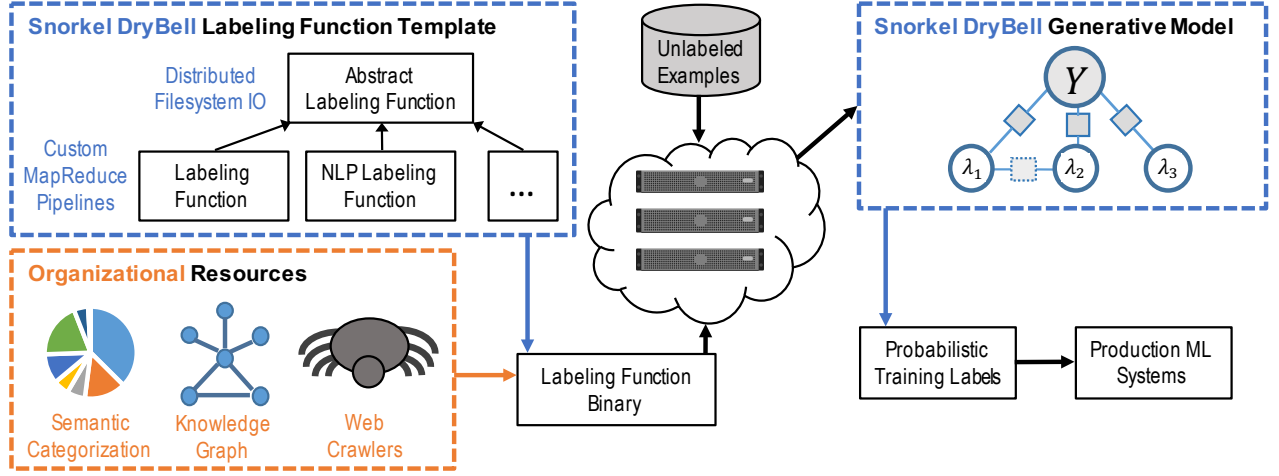 Snorkel DryBell Labeling Function Template
Distributed
Filesystem IO
Abstract
Labeling Function
Custom
MapReduce
Pipelines
Labeling
Function
NLP Labeling
Function
...
Organizational Resources
Semantic
Categorization
Knowledge
Graph
Web
Crawlers
Labeling Function
Binary
Unlabeled
Examples
Snorkel DryBell Generative Model
Y
λ1
λ2
λ3
Probabilistic
Training Labels
Production ML
Systems